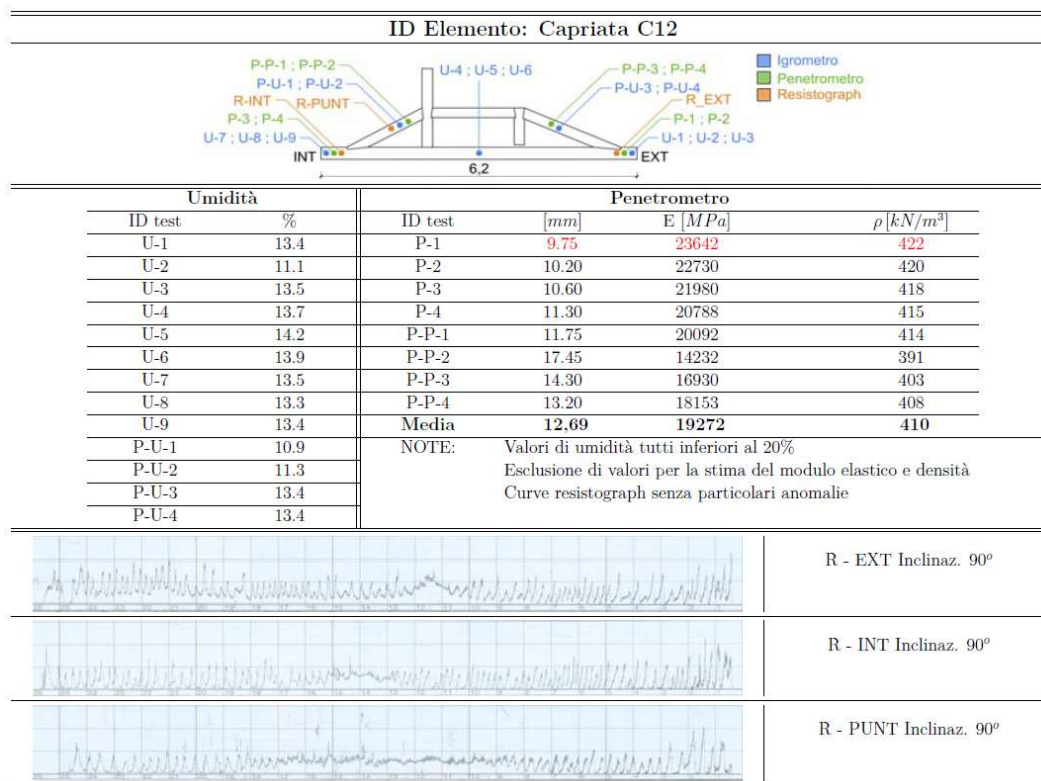 ID Elemento: Capriata C12
P-P-1 ; P-P-2
P-U-1 ; P-U-2
R-INT R-PUNT
P-3 ; P-4
U-7 ; U-8 ; U-9
INT
U-4 ; U-5 ; U-6
P-P-3 ; P-P-4
P-U-3 ; P-U-4
R_EXT
P-1 ; P-2
U-1 ; U-2 ; U-3
EXT
6,2
Igrometro
Penetrometro
Resistograph
Umidità Penetrometro
ID test % ID test [mm] E [MPa] ρ [kN/m³]
U-1 13.4 P-1 9.75 23642 422
U-2 11.1 P-2 10.20 22730 420
U-3 13.5 P-3 10.60 21980 418
U-4 13.7 P-4 11.30 20788 415
U-5 14.2 P-P-1 11.75 20092 414
U-6 13.9 P-P-2 17.45 14232 391
U-7 13.5 P-P-3 14.30 16930 403
U-8 13.3 P-P-4 13.20 18153 408
U-9 13.4 Media 12,69 19272 410
P-U-1 10.9 NOTE: Valori di umidità tutti inferiori al 20%
P-U-2 11.3 Esclusione di valori per la stima del modulo elastico e densità
P-U-3 13.4 Curve resistograph senza particolari anomalie
P-U-4 13.4
R - EXT Inclinaz. 90º
R - INT Inclinaz. 90º
R - PUNT Inclinaz. 90º